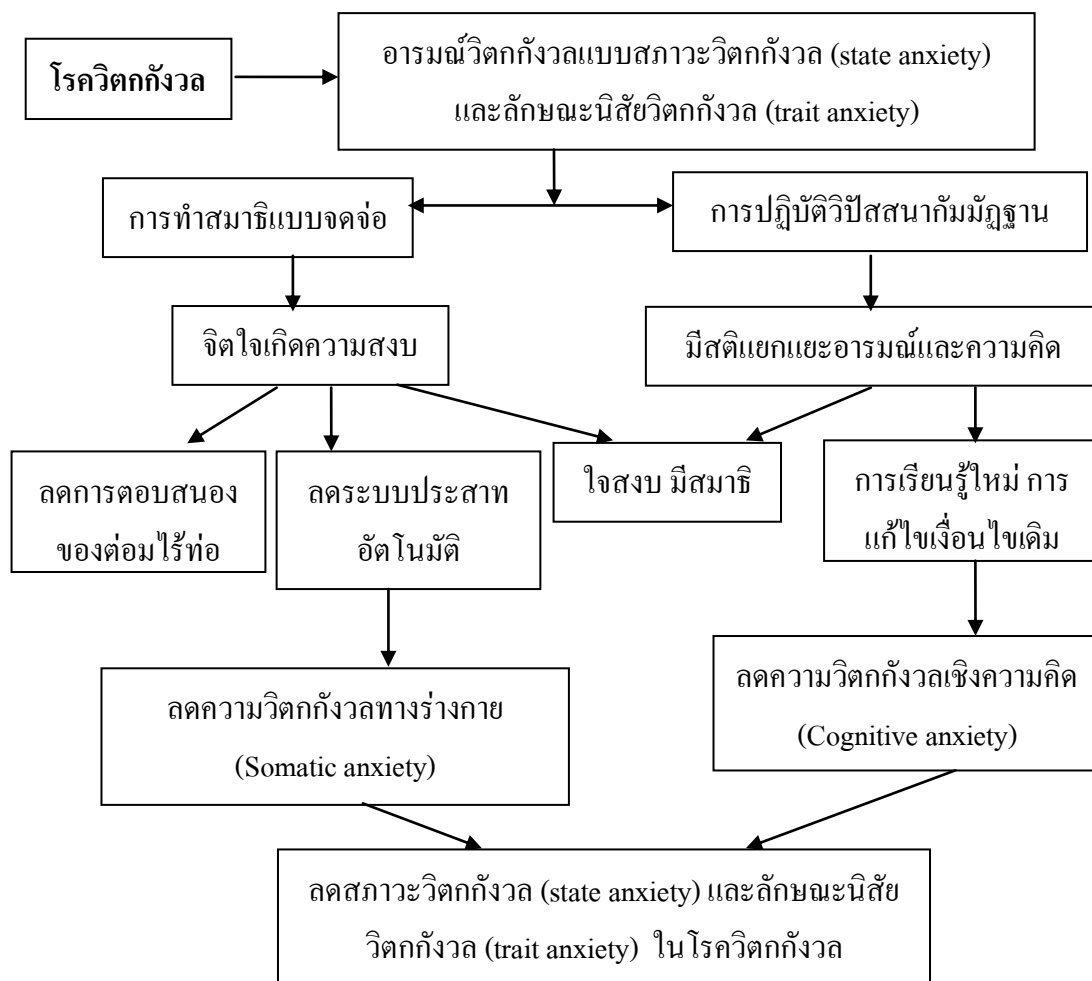 โรควิตกกังวล
อารมณ์วิตกกังวลแบบสภาวะวิตกกังวล (state anxiety)
และลักษณะนิสัยวิตกกังวล (trait anxiety)
การทำสมาธิแบบจดจ่อ
การปฏิบัติวิปัสสนากัมมัฏฐาน
จิตใจเกิดความสงบ
มีสติแยกแยะอารมณ์และความคิด
ลดการตอบสนอง
ของต่อมไร้ท่อ
ลดระบบประสาท
อัตโนมัติ
ใจสงบ มีสมาธิ
การเรียนรู้ใหม่ การ
แก้ไขเงื่อนไขเดิม
ลดความวิตกกังวลทางร่างกาย
(Somatic anxiety)
ลดความวิตกกังวลเชิงความคิด
(Cognitive anxiety)
ลดสภาวะวิตกกังวล (state anxiety) และลักษณะนิสัย
วิตกกังวล (trait anxiety) ในโรควิตกกังวล